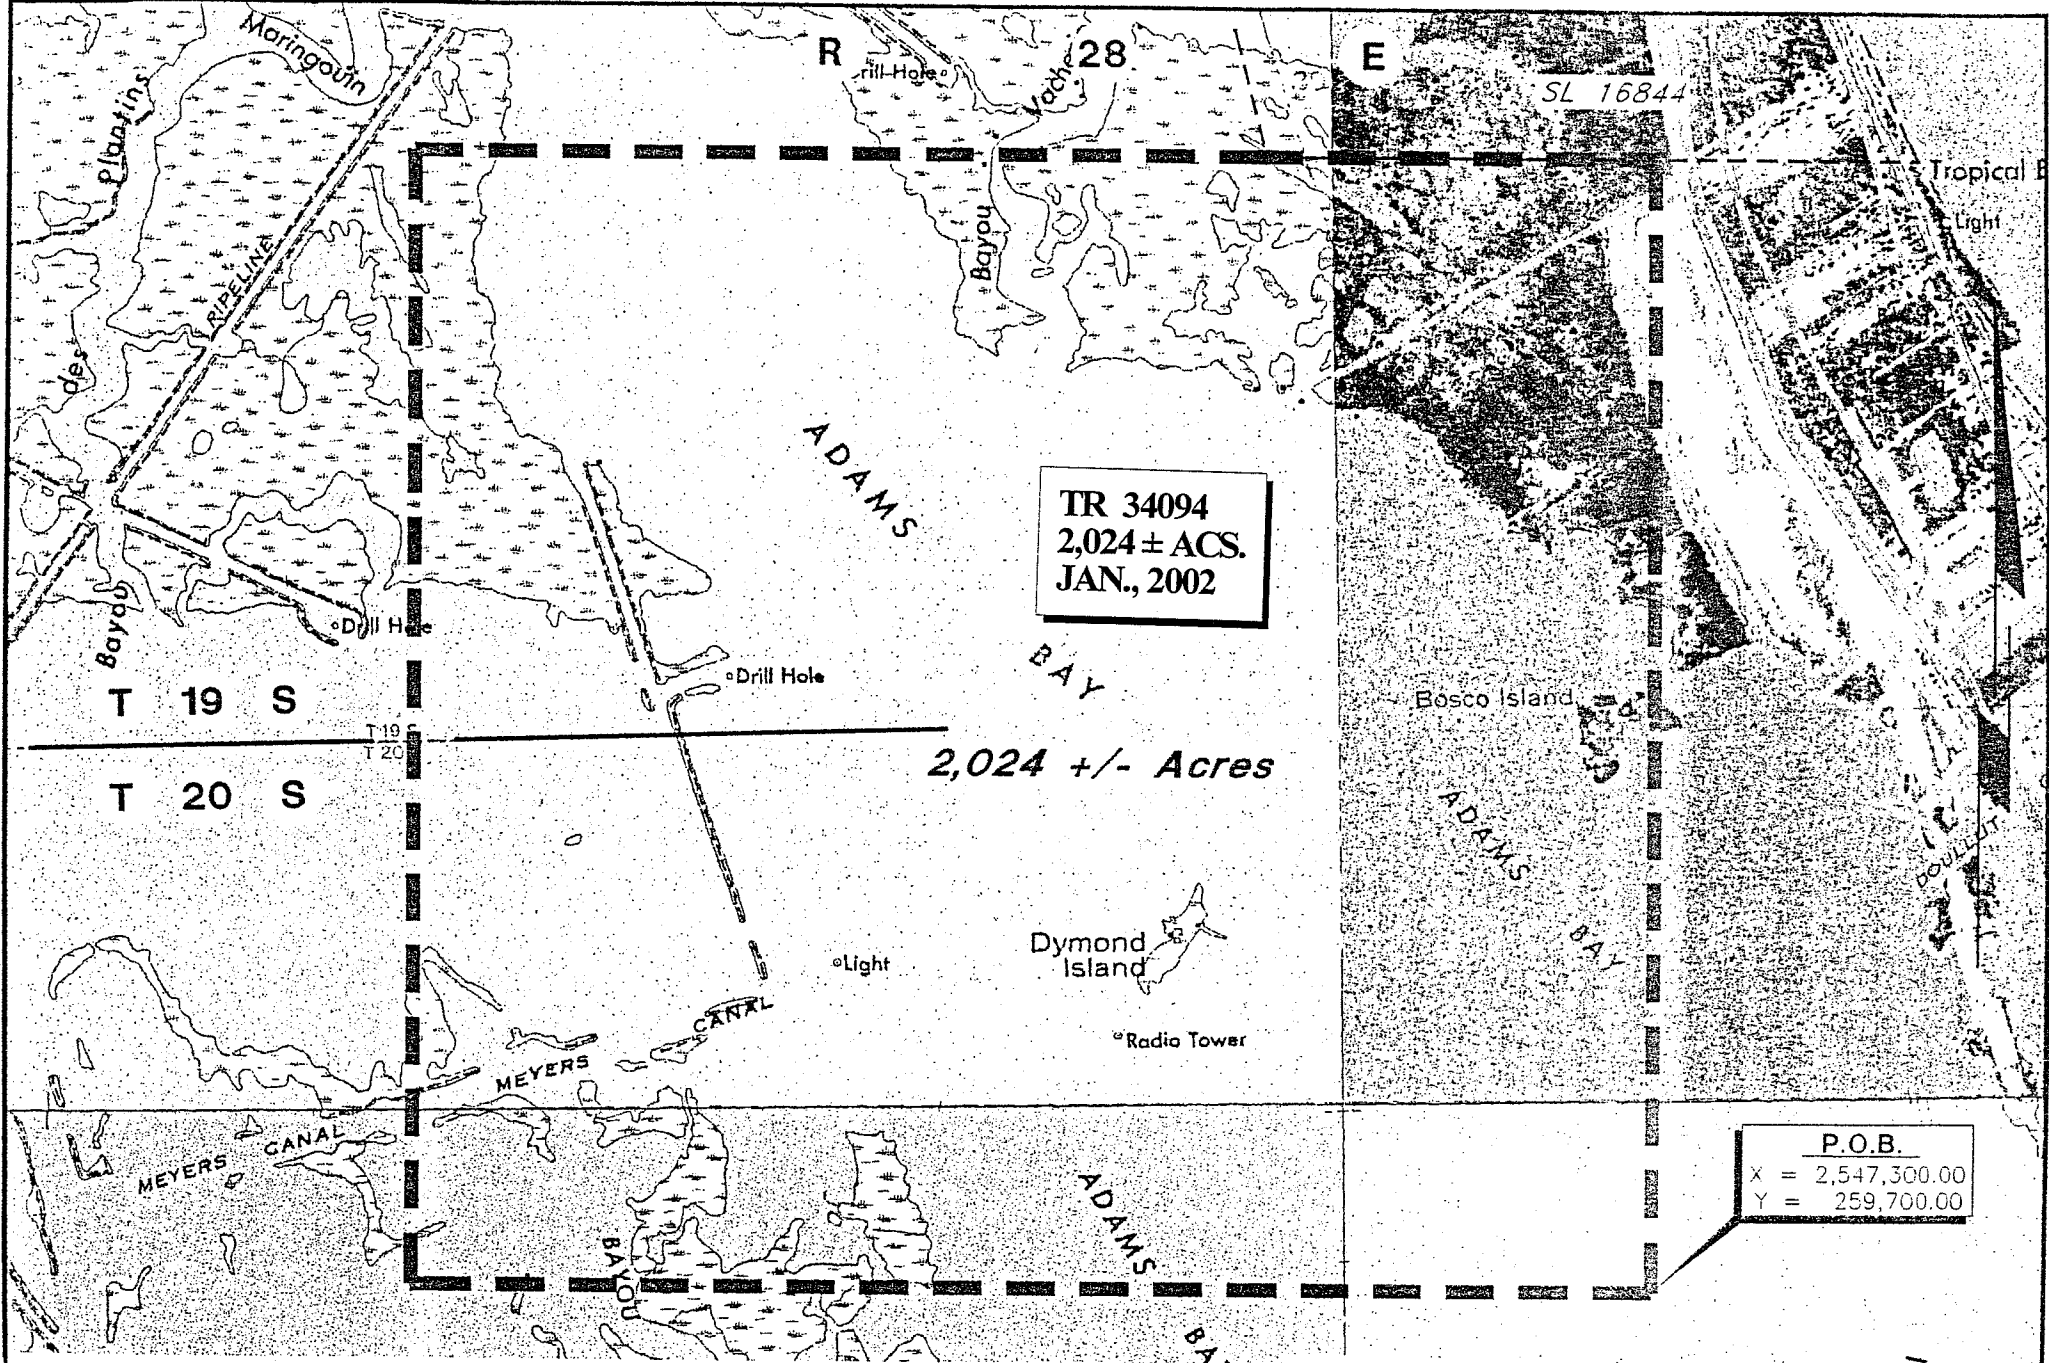 Maringouin
R 28 E
rill Hole
Vache
SL 16844
Plantins
Tropical
Light
Bayou
PIPELINE
des
ADAMS
TR 34094
2,024 ± ACS.
JAN., 2002
Bayou
Drill Hole
BAY
Drill Hole
Bosco Island
T 19 S
T 19 S
T 20
2,024 +/- Acres
T 20 S
ADAMS
DOULLUT
BAY
Dymond
Island
Light
CANAL
Radio Tower
MEYERS
CANAL
MEYERS
P.O.B.
X = 2,547,300.00
Y = 259,700.00
ADAMS
BAYOU
BA